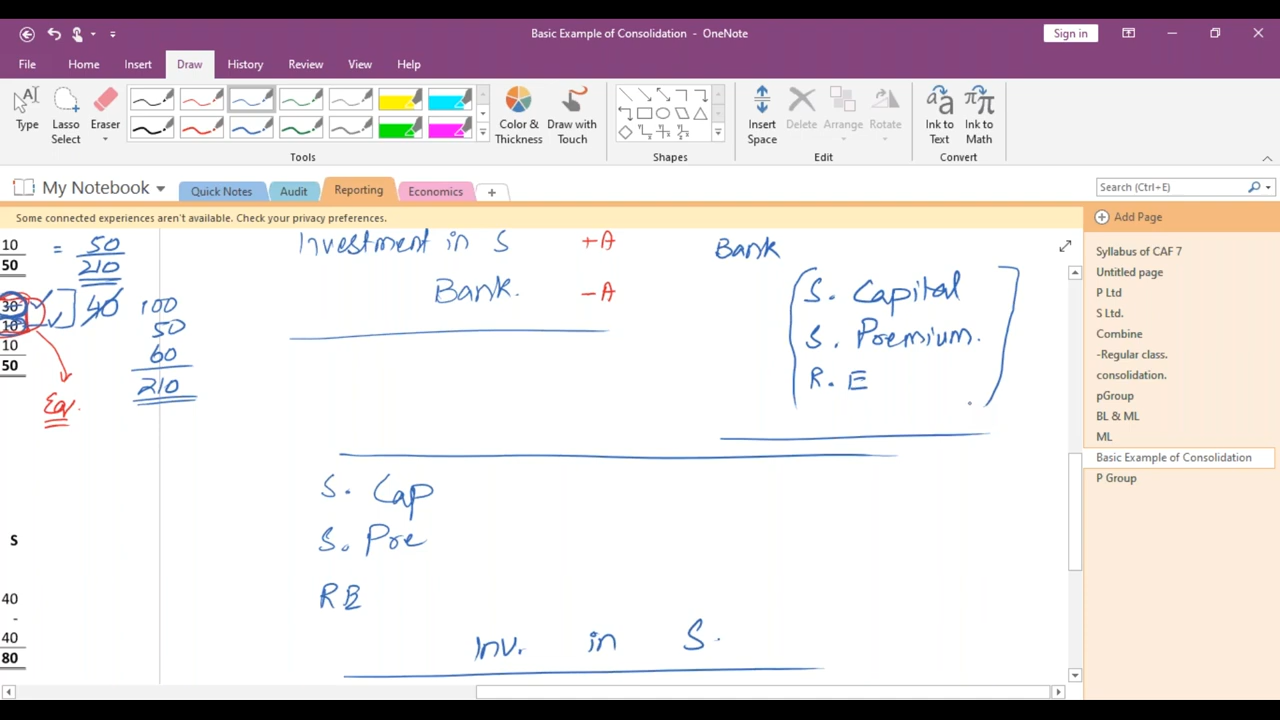 Basic Example of Consolidation - OneNote
Sign in
File Home Insert Draw History Review View Help
Type
Lasso Select
Eraser
Color & Thickness
Draw with Touch
Insert Space
Delete
Arrange
Rotate
Ink to Text
Ink to Math
Tools
Shapes
Edit
Convert
My Notebook
Quick Notes
Audit
Reporting
Economics
Search (Ctrl+E)
Some connected experiences aren't available. Check your privacy preferences.
Add Page
Syllabus of CAF 7
Untitled page
P Ltd
S Ltd.
Combine
-Regular class.
consolidation.
pGroup
BL & ML
ML
Basic Example of Consolidation
P Group
10 = 50
50 210
30 40 100
10 50
10 60
50 210
Eq.
S
40
-
40
80
Investment in S +A
Bank. -A
Bank
S. Capital
S. Premium.
R. E
S. Cap
S. Pre
RE
Inv. in S.